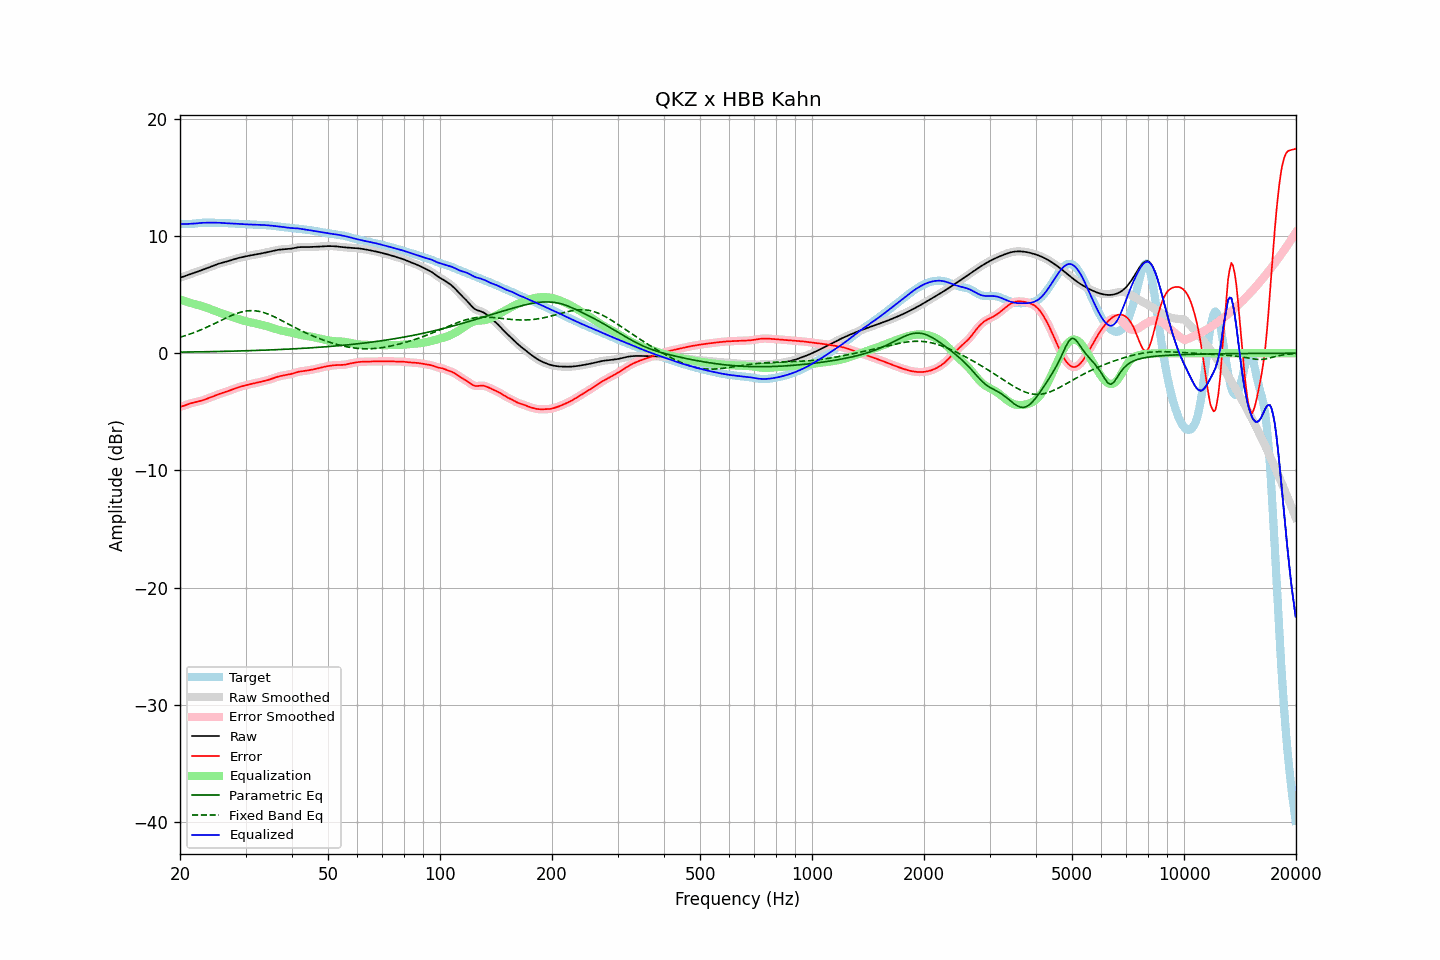 QKZ x HBB Kahn
Amplitude (dBr)
20
10
0
−10
−20
−30
−40
Target
Raw Smoothed
Error Smoothed
Raw
Error
Equalization
Parametric Eq
Fixed Band Eq
Equalized
20 50 100 200 500 1000 2000 5000 10000 20000
Frequency (Hz)